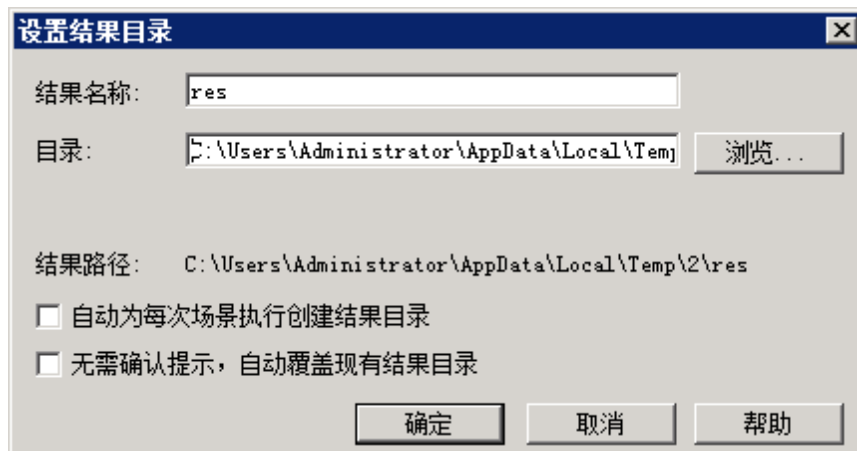 设置结果目录
结果名称: res
目录: C:\Users\Administrator\AppData\Local\Temp 浏览...
结果路径: C:\Users\Administrator\AppData\Local\Temp\2\res
自动为每次场景执行创建结果目录
无需确认提示，自动覆盖现有结果目录
确定 取消 帮助